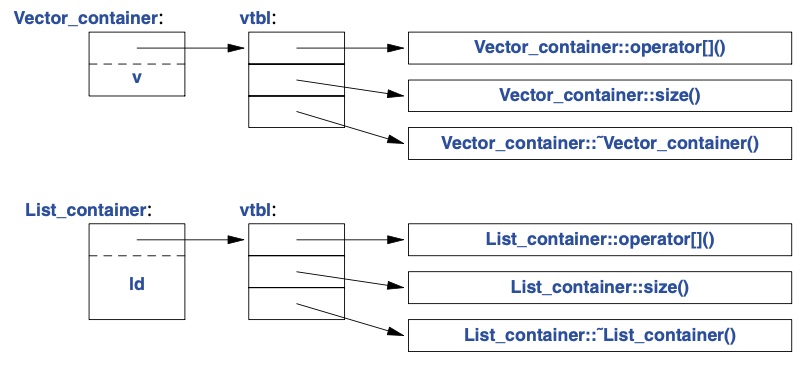 Vector_container: vtbl:
Vector_container::operator[]()
v
Vector_container::size()
Vector_container::˜Vector_container()
List_container: vtbl:
List_container::operator[]()
ld
List_container::size()
List_container::˜List_container()